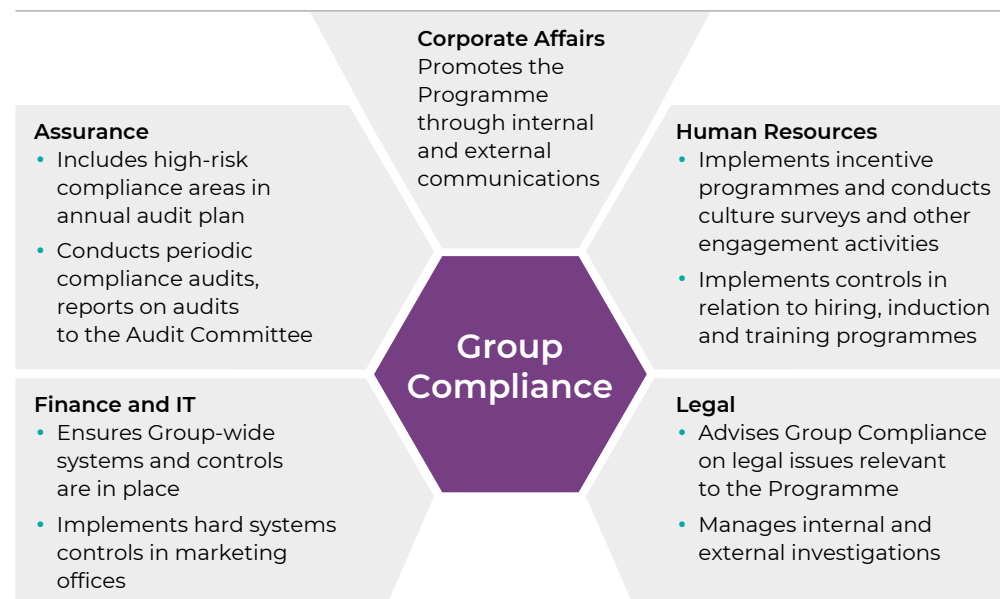 Corporate Affairs
Promotes the
Programme
through internal
and external
communications
Assurance
• Includes high-risk
compliance areas in
annual audit plan
• Conducts periodic
compliance audits,
reports on audits
to the Audit Committee
Human Resources
• Implements incentive
programmes and conducts
culture surveys and other
engagement activities
• Implements controls in
relation to hiring, induction
and training programmes
Group
Compliance
Finance and IT
• Ensures Group-wide
systems and controls
are in place
• Implements hard systems
controls in marketing
offices
Legal
• Advises Group Compliance
on legal issues relevant
to the Programme
• Manages internal and
external investigations